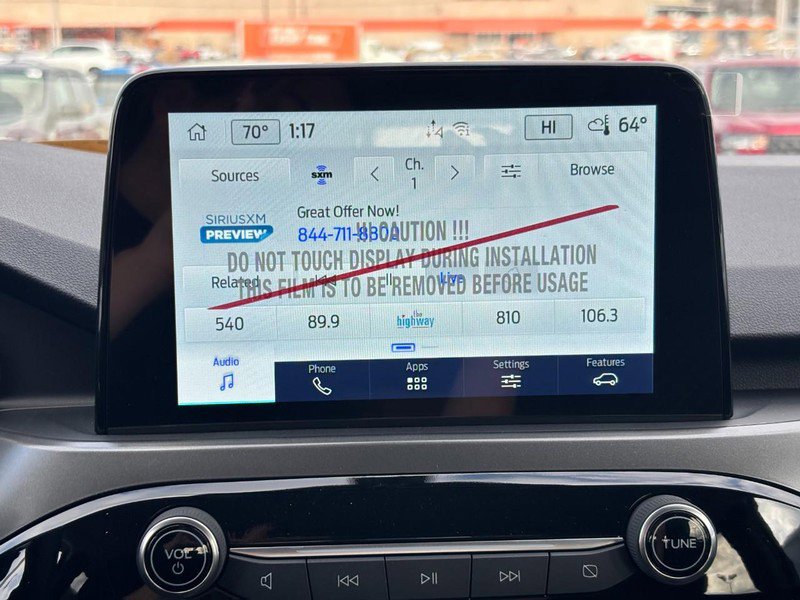 70° 1:17 HI 64°
Sources sxm Ch. 1 Browse
Great Offer Now!
SIRIUSXM
PREVIEW
!!! CAUTION !!!
DO NOT TOUCH DISPLAY DURING INSTALLATION
Related Live
THIS FILM IS TO BE REMOVED BEFORE USAGE
540 89.9 the highway 810 106.3
Audio Phone Apps Settings Features
VOL TUNE